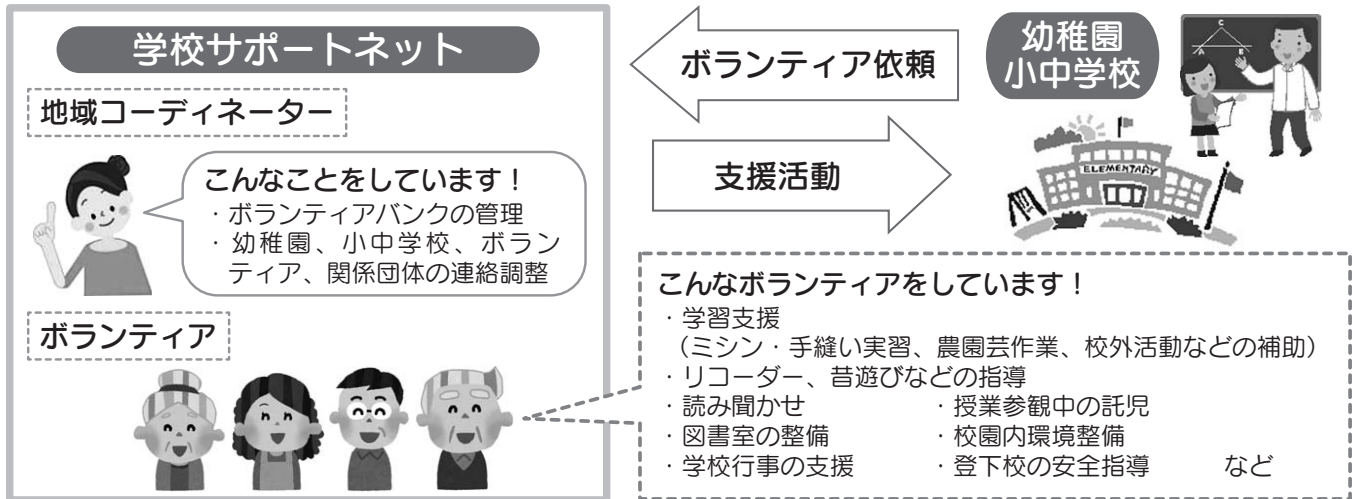 学校サポートネット
地域コーディネーター
こんなことをしています！
・ボランティアバンクの管理
・幼稚園、小中学校、ボラン
ティア、関係団体の連絡調整
ボランティア
ボランティア依頼
支援活動
幼稚園
小中学校
C
A
E
ELEMENTARY
こんなボランティアをしています！
・学習支援
（ミシン・手縫い実習、農園芸作業、校外活動などの補助）
・リコーダー、昔遊びなどの指導
・読み聞かせ ・授業参観中の託児
・図書室の整備 ・校園内環境整備
・学校行事の支援 ・登下校の安全指導 など